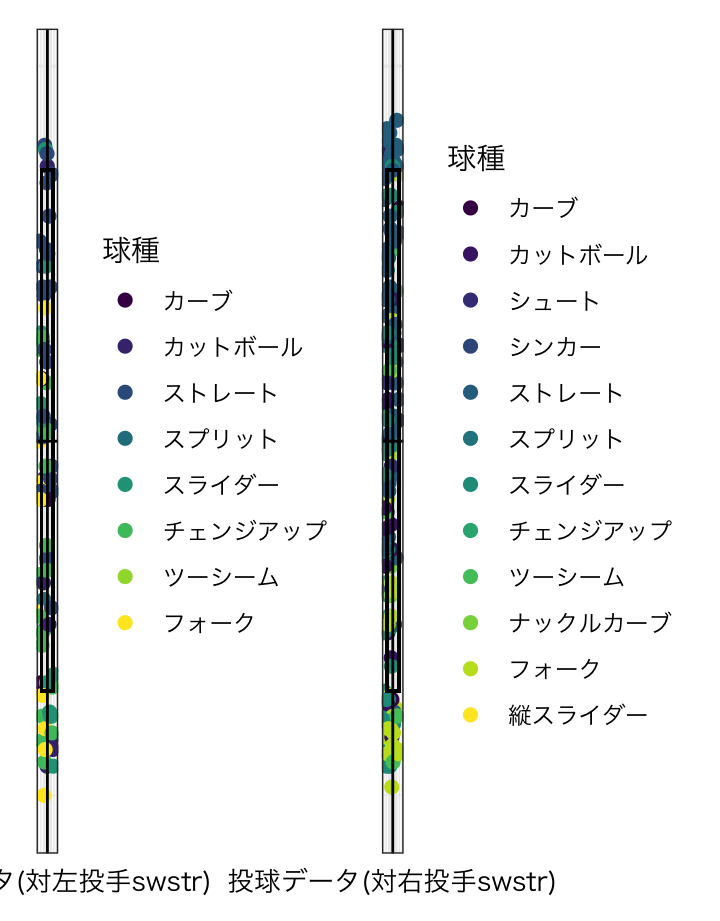 球種
カーブ
カットボール
ストレート
スプリット
スライダー
チェンジアップ
ツーシーム
フォーク
球種
カーブ
カットボール
シュート
シンカー
ストレート
スプリット
スライダー
チェンジアップ
ツーシーム
ナックルカーブ
フォーク
縦スライダー
タ(対左投手swstr)
投球データ(対右投手swstr)